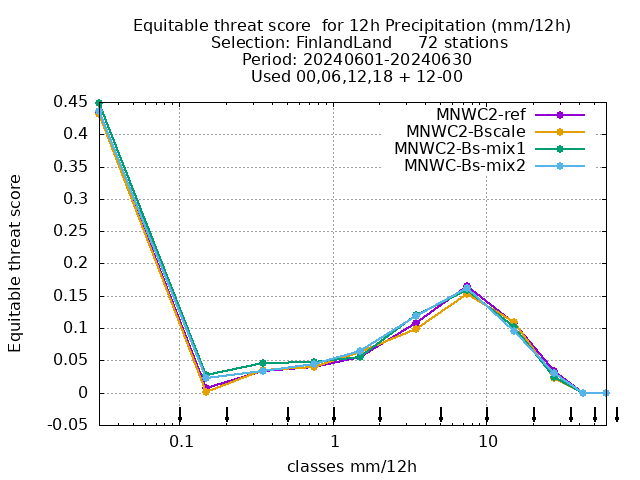 Equitable threat score  for 12h Precipitation (mm/12h)
Selection: FinlandLand     72 stations
Period: 20240601-20240630
Used 00,06,12,18 + 12-00
MNWC2-ref
MNWC2-Bscale
MNWC2-Bs-mix1
MNWC-Bs-mix2
Equitable threat score
0.45
0.4
0.35
0.3
0.25
0.2
0.15
0.1
0.05
0
-0.05
0.1
1
10
classes mm/12h